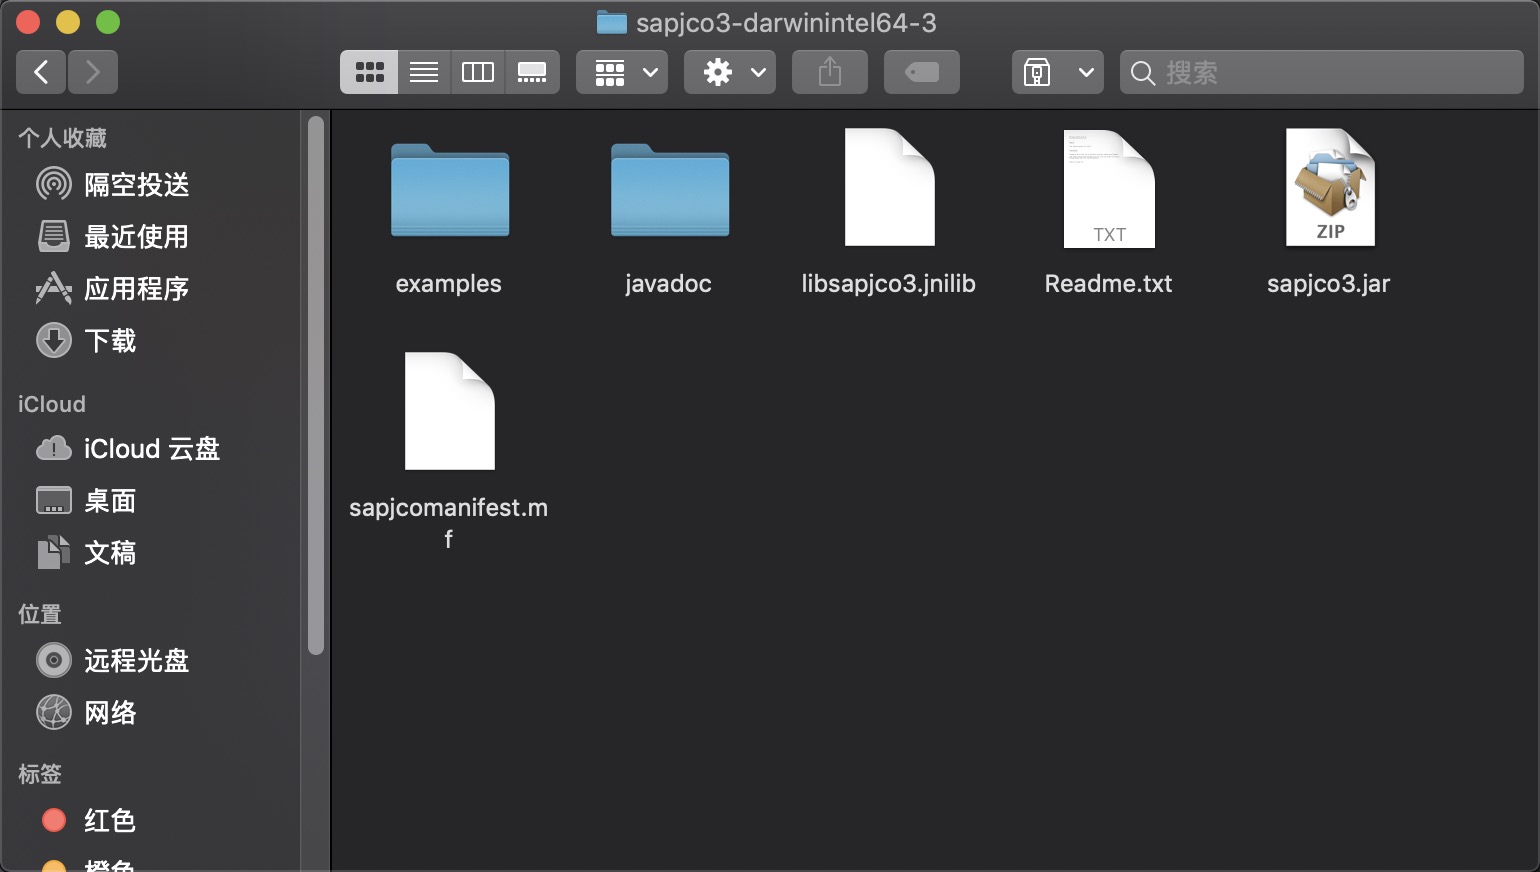 sapjco3-darwinintel64-3
搜索
个人收藏
隔空投送
最近使用
应用程序
下载
iCloud
iCloud 云盘
桌面
文稿
位置
远程光盘
网络
标签
红色
橙色
examples
javadoc
libsapjco3.jnilib
TXT
Readme.txt
ZIP
sapjco3.jar
sapjcomanifest.m
f